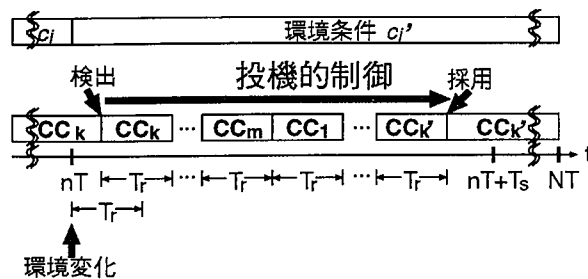 c_i 環境条件 c_i'
検出 投機的制御 採用
CC_k CC_k ··· CC_m CC_1 ··· CC_k' CC_k'
t
nT T_r ··· T_r T_r ··· T_r nT+T_s NT
T_r
環境変化